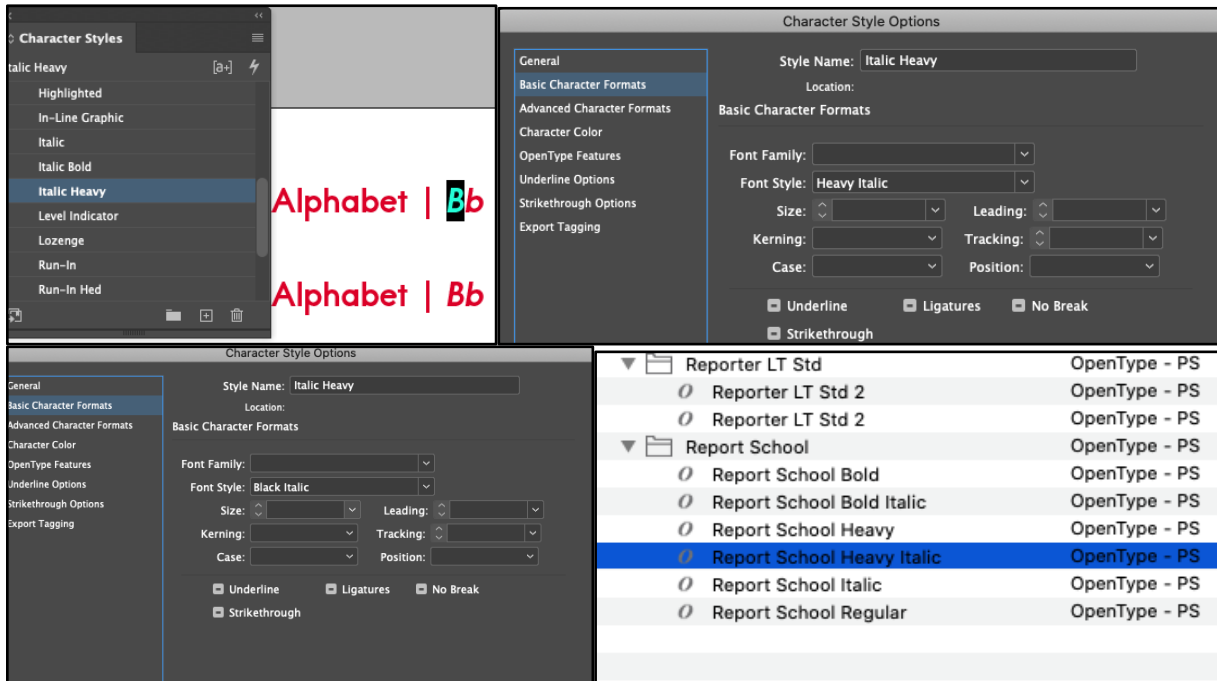 Character Styles
talic Heavy [a+]
Highlighted
In-Line Graphic
Italic
Italic Bold
Italic Heavy
Level Indicator
Lozenge
Run-In
Run-In Hed
Alphabet | Bb
Alphabet | Bb
Character Style Options
General
Basic Character Formats
Advanced Character Formats
Character Color
OpenType Features
Underline Options
Strikethrough Options
Export Tagging
Style Name: Italic Heavy
Location:
Basic Character Formats
Font Family:
Font Style: Heavy Italic
Size: Leading:
Kerning: Tracking:
Case: Position:
Underline Ligatures No Break
Strikethrough
Character Style Options
General
Basic Character Formats
Advanced Character Formats
Character Color
OpenType Features
Underline Options
Strikethrough Options
Export Tagging
Style Name: Italic Heavy
Location:
Basic Character Formats
Font Family:
Font Style: Black Italic
Size: Leading:
Kerning: Tracking:
Case: Position:
Underline Ligatures No Break
Strikethrough
Reporter LT Std OpenType - PS
Reporter LT Std 2 OpenType - PS
Reporter LT Std 2 OpenType - PS
Report School OpenType - PS
Report School Bold OpenType - PS
Report School Bold Italic OpenType - PS
Report School Heavy OpenType - PS
Report School Heavy Italic OpenType - PS
Report School Italic OpenType - PS
Report School Regular OpenType - PS